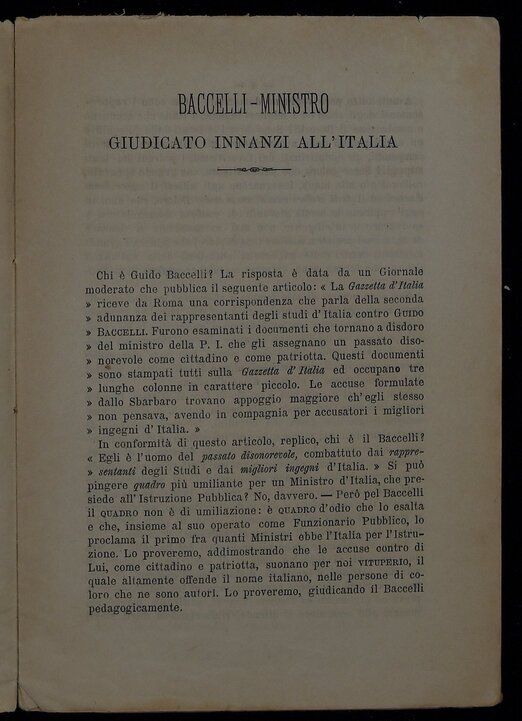 BACCELLI - MINISTRO
GIUDICATO INNANZI ALL'ITALIA
Chi è Guido Baccelli? La risposta è data da un Giornale
moderato che pubblica il seguente articolo: « La Gazzetta d'Italia
» riceve da Roma una corrispondenza che parla della seconda
» adunanza dei rappresentanti degli studi d'Italia contro GUIDO
» BACCELLI. Furono esaminati i documenti che tornano a disdoro
» del ministro della P. I. che gli assegnano un passato diso-
» norevole come cittadino e come patriotta. Questi documenti
» sono stampati tutti sulla Gazzetta d'Italia ed occupano tre
» lunghe colonne in carattere piccolo. Le accuse formulate
» dallo Sbarbaro trovano appoggio maggiore ch'egli stesso
» non pensava, avendo in compagnia per accusatori i migliori
» ingegni d'Italia. »
In conformità di questo articolo, replico, chi è il Baccelli?
« Egli è l'uomo del passato disonorevole, combattuto dai rappre-
» sentanti degli Studi e dai migliori ingegni d'Italia. » Si può
pingere quadro più umiliante per un Ministro d'Italia, che pre-
siede all'Istruzione Pubblica? No, davvero. — Però pel Baccelli
il QUADRO non è di umiliazione: è QUADRO d'odio che lo esalta
e che, insieme al suo operato come Funzionario Pubblico, lo
proclama il primo fra quanti Ministri ebbe l'Italia per l'Istru-
zione. Lo proveremo, addimostrando che le accuse contro di
Lui, come cittadino e patriotta, suonano per noi VITUPERIO, il
quale altamente offende il nome italiano, nelle persone di co-
loro che ne sono autori. Lo proveremo, giudicando il Baccelli
pedagogicamente.